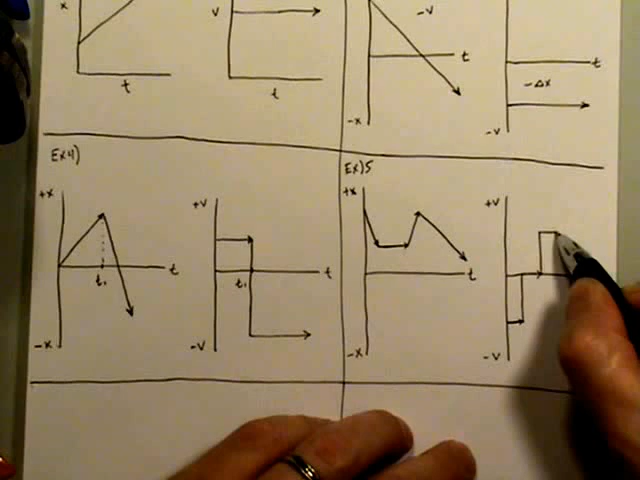 x
t
v
t
-v
t
-x
t
-Δx
-v
Ex4)
+x
t₁
t
-x
+v
t₁
t
-v
Ex)5
+x
t
-x
+v
-v